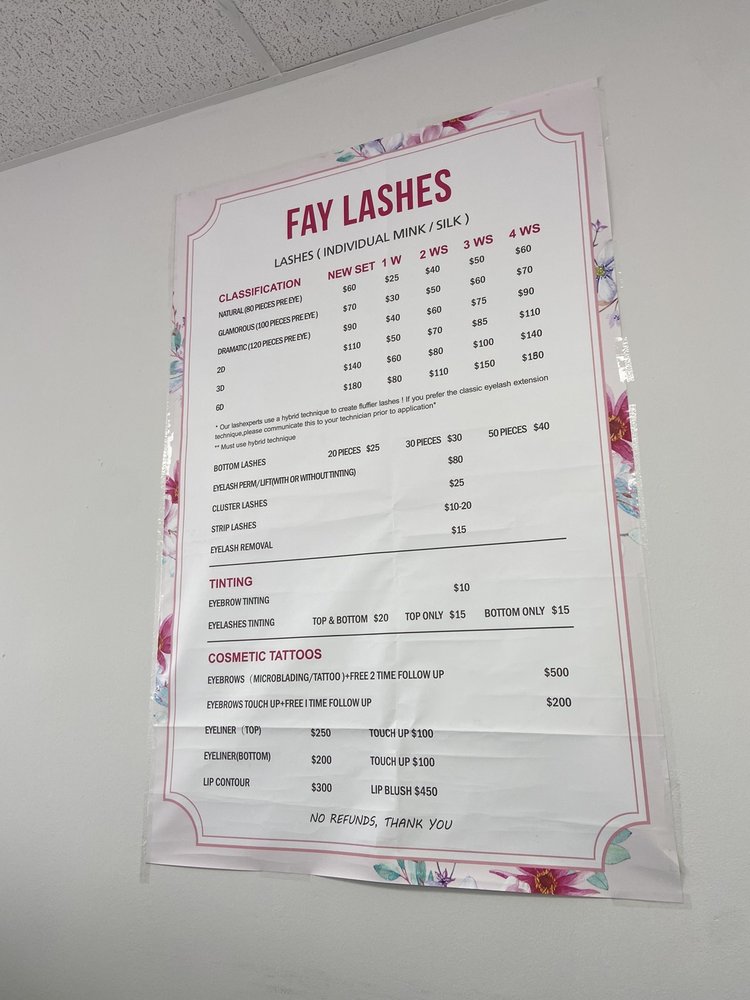 FAY LASHES
LASHES ( INDIVIDUAL MINK / SILK )
CLASSIFICATION NEW SET 1 W 2 WS 3 WS 4 WS
NATURAL (80 PIECES PRE EYE) $60 $25 $40 $50 $60
GLAMOROUS (100 PIECES PRE EYE) $70 $30 $50 $60 $70
DRAMATIC (120 PIECES PRE EYE) $90 $40 $60 $75 $90
2D $110 $50 $70 $85 $110
3D $140 $60 $80 $100 $140
6D $180 $80 $110 $150 $180
* Our lashexperts use a hybrid technique to create fluffier lashes ! If you prefer the classic eyelash extension
technique,please communicate this to your technician prior to application*
** Must use hybrid technique
BOTTOM LASHES 20 PIECES $25 30 PIECES $30 50 PIECES $40
EYELASH PERM/LIFT(WITH OR WITHOUT TINTING) $80
CLUSTER LASHES $25
STRIP LASHES $10-20
EYELASH REMOVAL $15
TINTING
EYEBROW TINTING $10
EYELASHES TINTING TOP & BOTTOM $20 TOP ONLY $15 BOTTOM ONLY $15
COSMETIC TATTOOS
EYEBROWS (MICROBLADING/TATTOO)+FREE 2 TIME FOLLOW UP $500
EYEBROWS TOUCH UP+FREE I TIME FOLLOW UP $200
EYELINER (TOP) $250 TOUCH UP $100
EYELINER(BOTTOM) $200 TOUCH UP $100
LIP CONTOUR $300 LIP BLUSH $450
NO REFUNDS, THANK YOU